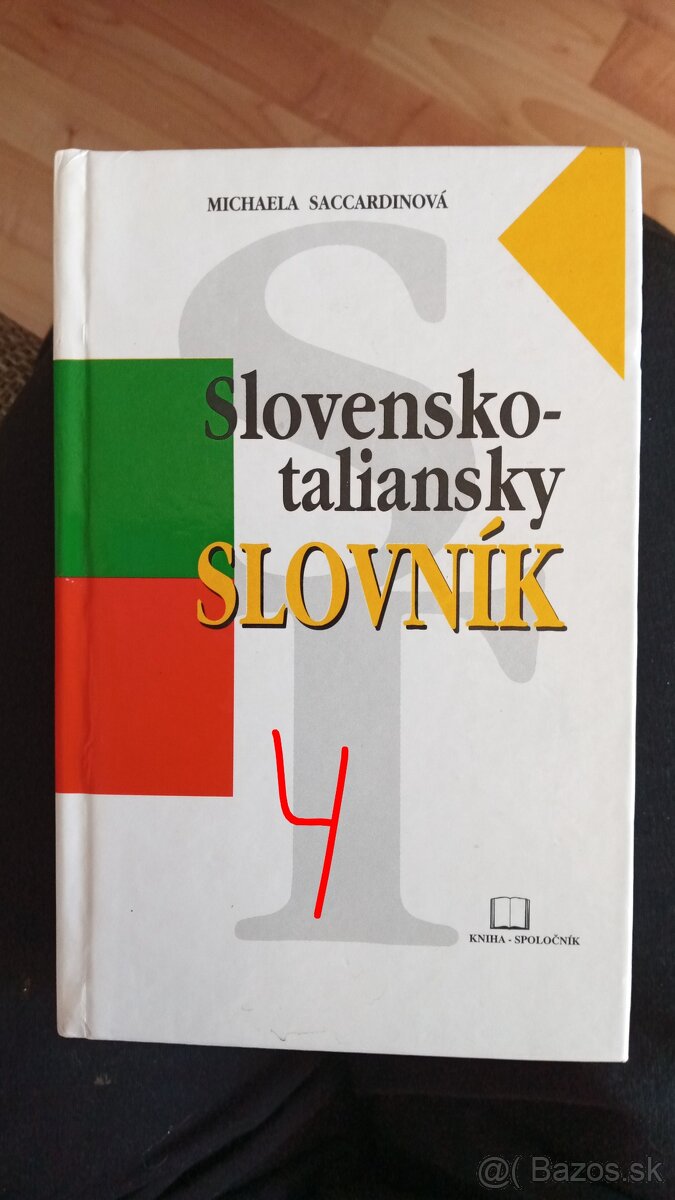 MICHAELA SACCARDINOVÁ
Slovensko-
taliansky
SLOVNÍK
4
KNIHA - SPOLOČNÍK
@( Bazos.sk